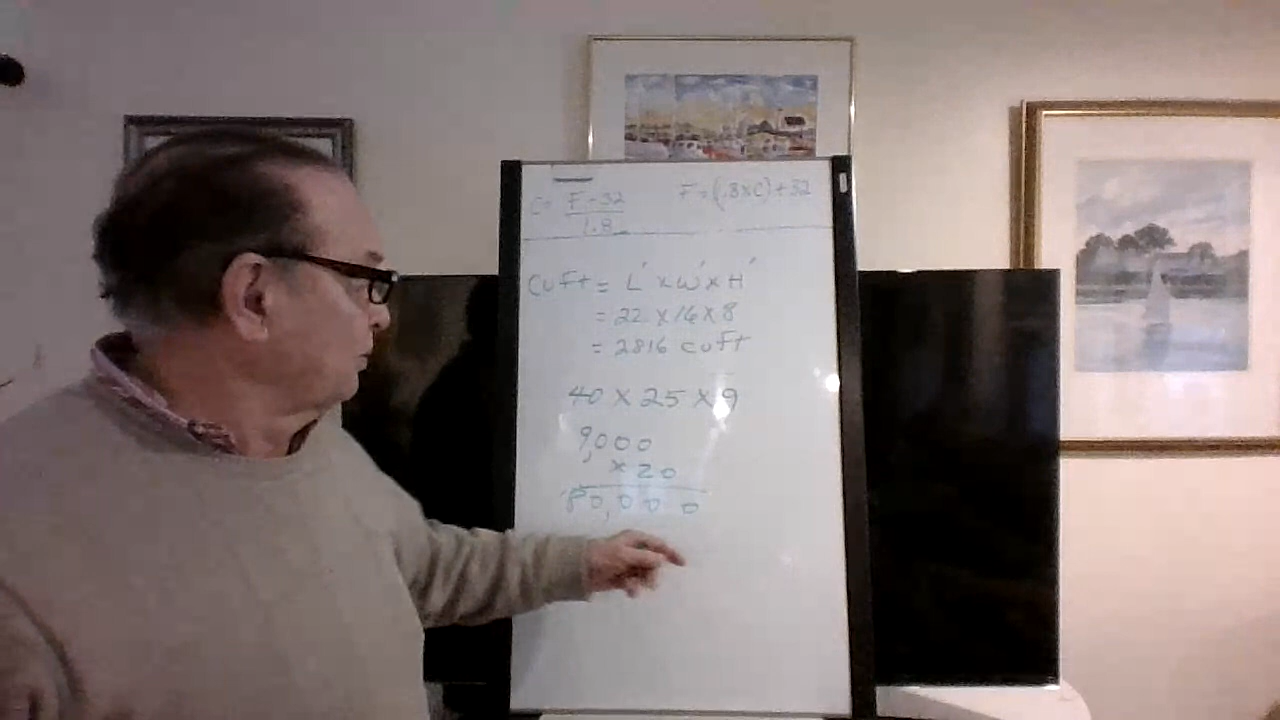 C = F-32 F = (1.8xC)+32
1.8
Cuft = L' x W' x H'
= 22 x 16 x 8
= 2816 cuft
40 x 25 x 9
9,000
x 20
180,000